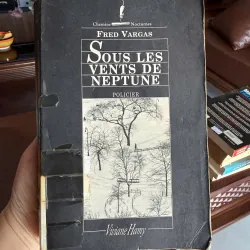 Chemins Nocturnes
FRED VARGAS
SOUS LES
VENTS DE
NEPTUNE
POLICIER
Viviane Hamy